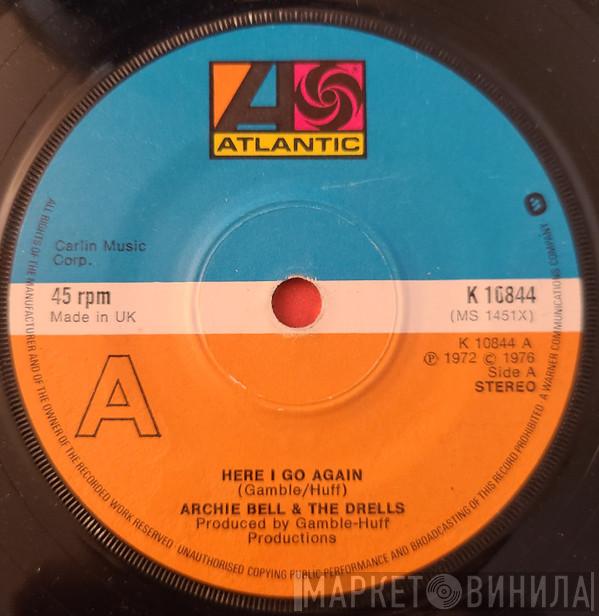 ATLANTIC
Carlin Music
Corp.
45 rpm
Made in UK
K 10844
(MS 1451X)
K 10844 A
℗ 1972 © 1976
Side A
STEREO
A
HERE I GO AGAIN
(Gamble/Huff)
ARCHIE BELL & THE DRELLS
Produced by Gamble-Huff
Productions
ALL RIGHTS OF THE MANUFACTURER AND OF THE OWNER OF THE RECORDED WORK RESERVED UNAUTHORISED COPYING PUBLIC PERFORMANCE AND BROADCASTING OF THIS RECORD PROHIBITED A WARNER COMMUNICATIONS COMPANY
МАРКЕТ ВИНИЛА